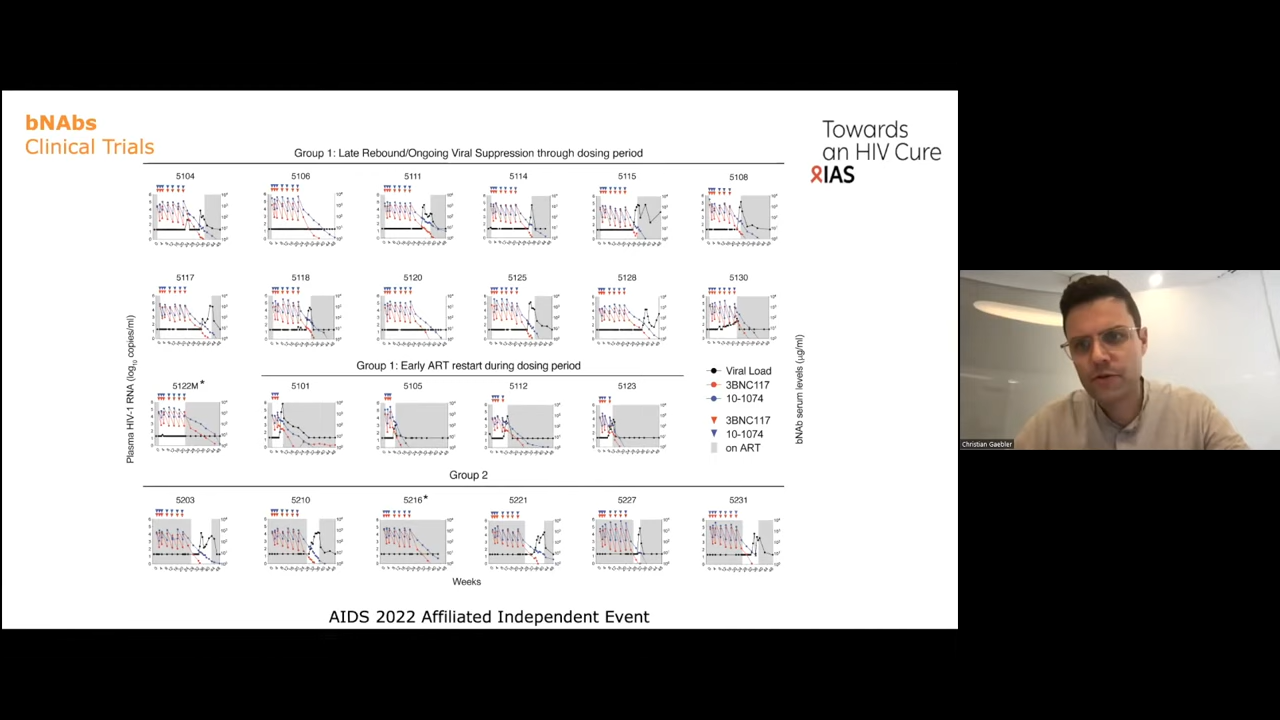 bNAbs
Clinical Trials
Towards
an HIV Cure
IAS
Group 1: Late Rebound/Ongoing Viral Suppression through dosing period
5104 5106 5111 5114 5115 5108
5117 5118 5120 5125 5128 5130
Group 1: Early ART restart during dosing period
5122M* 5101 5105 5112 5123
Viral Load
3BNC117
10-1074
3BNC117
10-1074
on ART
Plasma HIV-1 RNA (log10 copies/ml)
bNAb serum levels (µg/ml)
Group 2
5203 5210 5216* 5221 5227 5231
Weeks
AIDS 2022 Affiliated Independent Event
Christian Gaebler